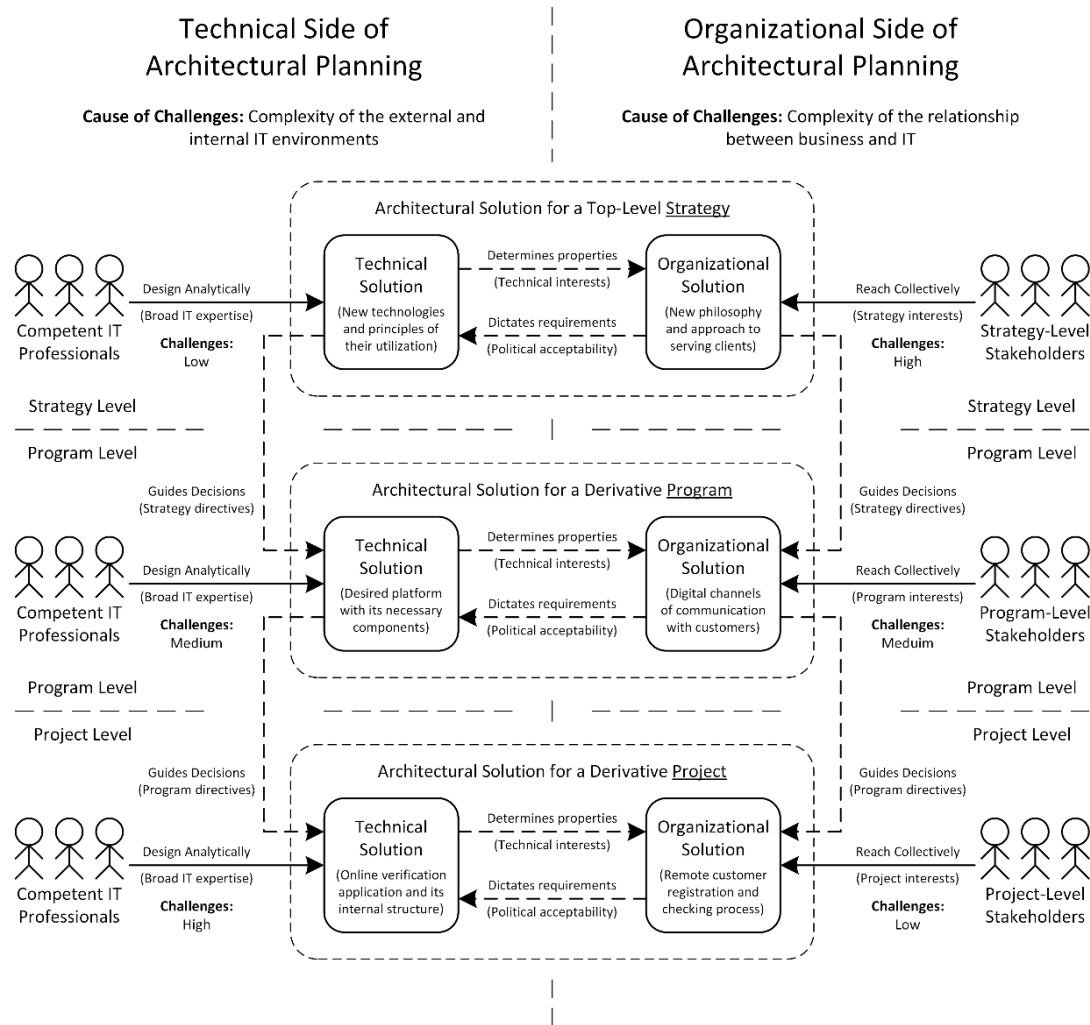 Technical Side of
Architectural Planning
Cause of Challenges: Complexity of the external and
internal IT environments
Organizational Side of
Architectural Planning
Cause of Challenges: Complexity of the relationship
between business and IT
Architectural Solution for a Top-Level Strategy
Competent IT
Professionals
Design Analytically
(Broad IT expertise)
Challenges:
Low
Technical
Solution
(New technologies
and principles of
their utilization)
Determines properties
(Technical interests)
Dictates requirements
(Political acceptability)
Organizational
Solution
(New philosophy
and approach to
serving clients)
Reach Collectively
(Strategy interests)
Challenges:
High
Strategy-Level
Stakeholders
Strategy Level
Strategy Level
Program Level
Program Level
Guides Decisions
(Strategy directives)
Guides Decisions
(Strategy directives)
Architectural Solution for a Derivative Program
Competent IT
Professionals
Design Analytically
(Broad IT expertise)
Challenges:
Medium
Technical
Solution
(Desired platform
with its necessary
components)
Determines properties
(Technical interests)
Dictates requirements
(Political acceptability)
Organizational
Solution
(Digital channels
of communication
with customers)
Reach Collectively
(Program interests)
Challenges:
Meduim
Program-Level
Stakeholders
Program Level
Program Level
Project Level
Project Level
Guides Decisions
(Program directives)
Guides Decisions
(Program directives)
Architectural Solution for a Derivative Project
Competent IT
Professionals
Design Analytically
(Broad IT expertise)
Challenges:
High
Technical
Solution
(Online verification
application and its
internal structure)
Determines properties
(Technical interests)
Dictates requirements
(Political acceptability)
Organizational
Solution
(Remote customer
registration and
checking process)
Reach Collectively
(Project interests)
Challenges:
Low
Project-Level
Stakeholders